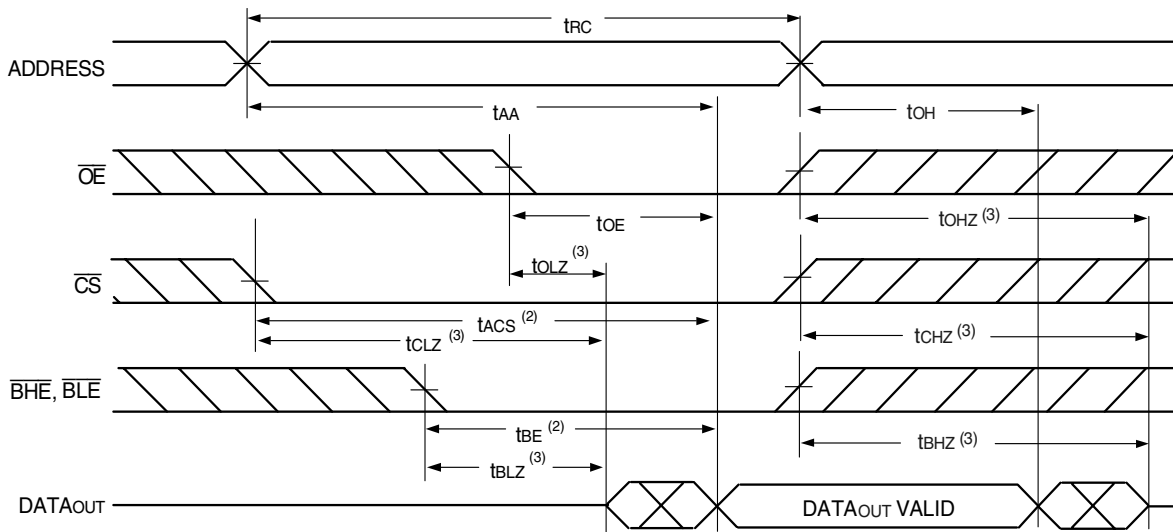 tRC
ADDRESS
tAA
tOH
OE
tOE
tOHZ (3)
tOLZ (3)
CS
tACS (2)
tCLZ (3)
tCHZ (3)
BHE, BLE
tBE (2)
tBHZ (3)
tBLZ (3)
DATAOUT
DATAOUT VALID